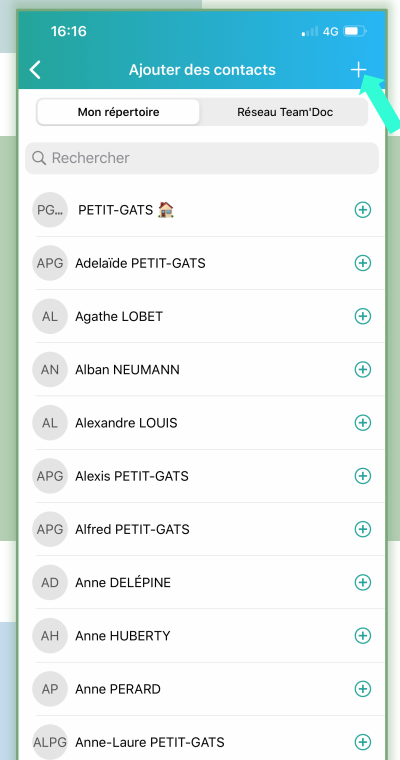 16:16 4G
Ajouter des contacts
Mon répertoire Réseau Team'Doc
Rechercher
PG... PETIT-GATS 🏠
APG Adelaïde PETIT-GATS
AL Agathe LOBET
AN Alban NEUMANN
AL Alexandre LOUIS
APG Alexis PETIT-GATS
APG Alfred PETIT-GATS
AD Anne DELÉPINE
AH Anne HUBERTY
AP Anne PERARD
ALPG Anne-Laure PETIT-GATS